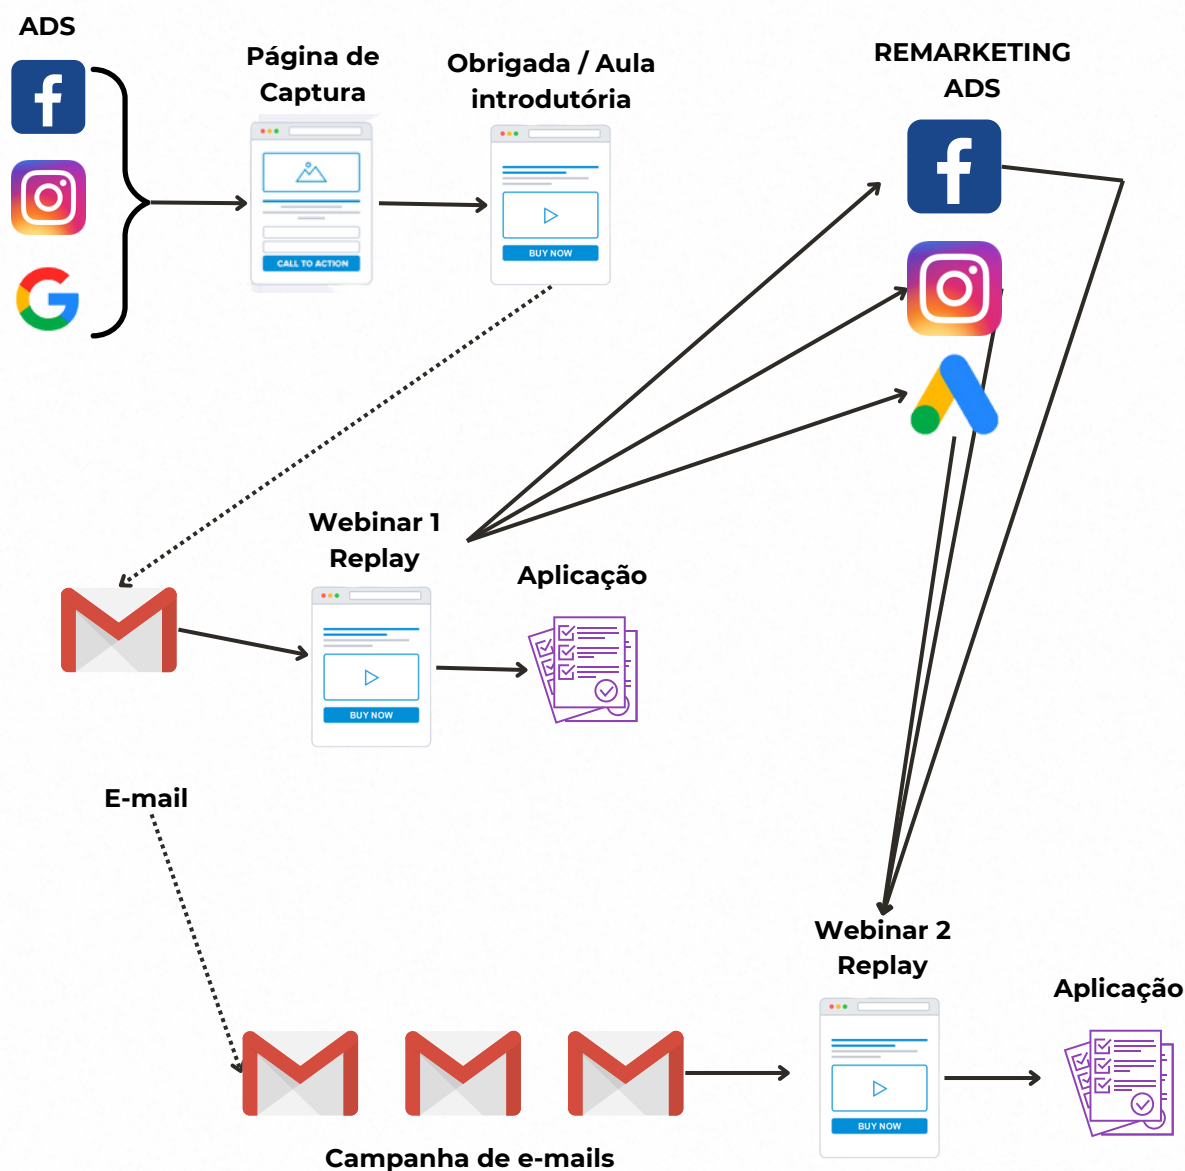 ADS
Página de
Captura
CALL TO ACTION
Obrigada / Aula
introdutória
BUY NOW
REMARKETING
ADS
Webinar 1
Replay
BUY NOW
Aplicação
E-mail
Campanha de e-mails
Webinar 2
Replay
BUY NOW
Aplicação